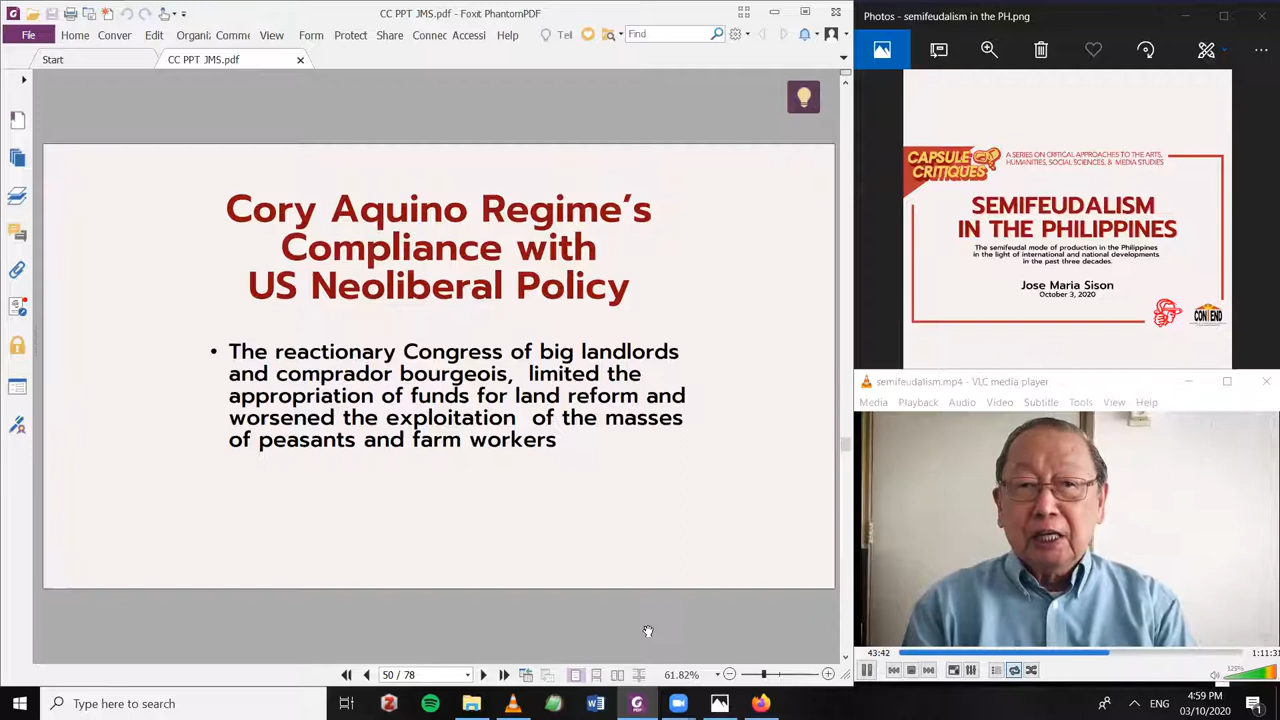 CC PPT JMS.pdf - Foxit PhantomPDF
File Home Conver Edit Organi Comme View Form Protect Share Connec Accessi Help Tell Find
Start CC PPT JMS.pdf
Cory Aquino Regime's
Compliance with
US Neoliberal Policy
• The reactionary Congress of big landlords
and comprador bourgeois, limited the
appropriation of funds for land reform and
worsened the exploitation of the masses
of peasants and farm workers
50 / 78
61.82%
Photos - semifeudalism in the PH.png
CAPSULE
CRITIQUES
A SERIES ON CRITICAL APPROACHES TO THE ARTS,
HUMANITIES, SOCIAL SCIENCES, & MEDIA STUDIES
SEMIFEUDALISM
IN THE PHILIPPINES
The semifeudal mode of production in the Philippines
in the light of international and national developments
in the past three decades.
Jose Maria Sison
October 3, 2020
CONTEND
semifeudalism.mp4 - VLC media player
Media Playback Audio Video Subtitle Tools View Help
43:42
1:11:31
125%
Type here to search
ENG
4:59 PM
03/10/2020